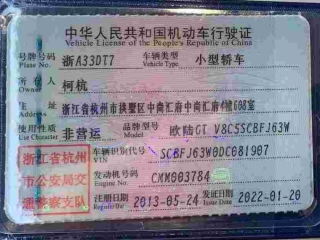 中华人民共和国机动车行驶证
Vehicle License of the People's Republic of China
号牌号码 浙A33DT7 车辆类型 小型轿车
Plate No. Vehicle Type
所有人 柯杭
Owner
住址 浙江省杭州市拱墅区中南汇府中南汇府4幢608室
Address
使用性质 非营运 品牌型号 欧陆GT V8CSSCBFJ63W
Use Character Model
浙江省杭州 车辆识别代号 SCBFJ63W0DC081907
VIN
市公安局交 发动机号码 CMM003784
Engine No.
通警察支队 注册日期 2013-05-24 发证日期 2022-01-20
Register Date Issue Date